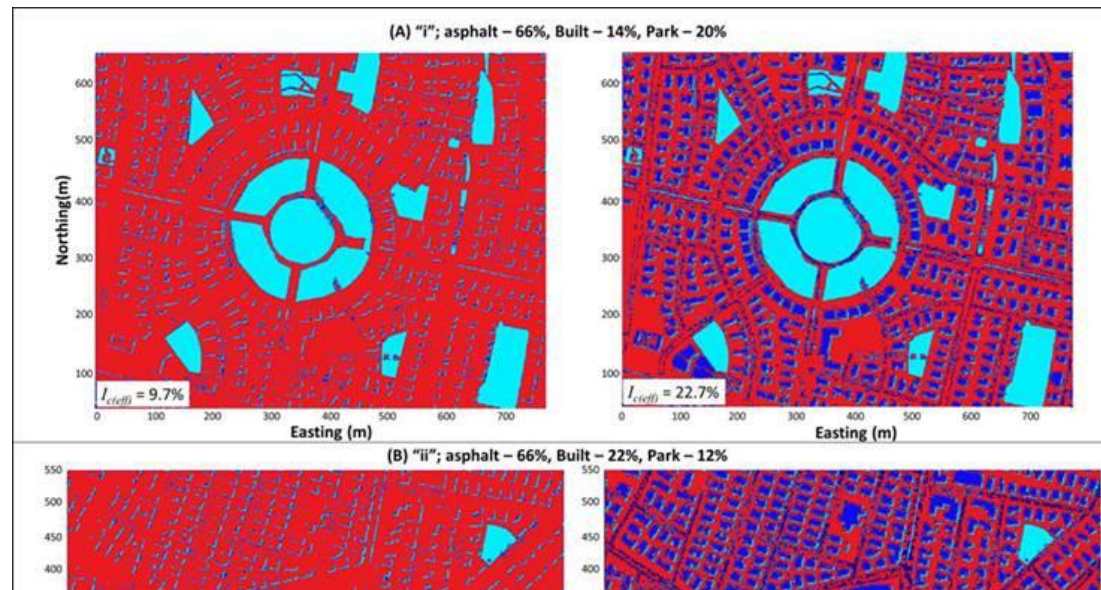 (A) "i"; asphalt – 66%, Built – 14%, Park – 20%
600
500
400
300
200
100
0 100 200 300 400 500 600 700
Northing(m)
Easting (m)
I_c(eff) = 9.7%
600
500
400
300
200
100
0 100 200 300 400 500 600 700
Easting (m)
I_c(eff) = 22.7%
(B) "ii"; asphalt – 66%, Built – 22%, Park – 12%
550
500
450
400
550
500
450
400